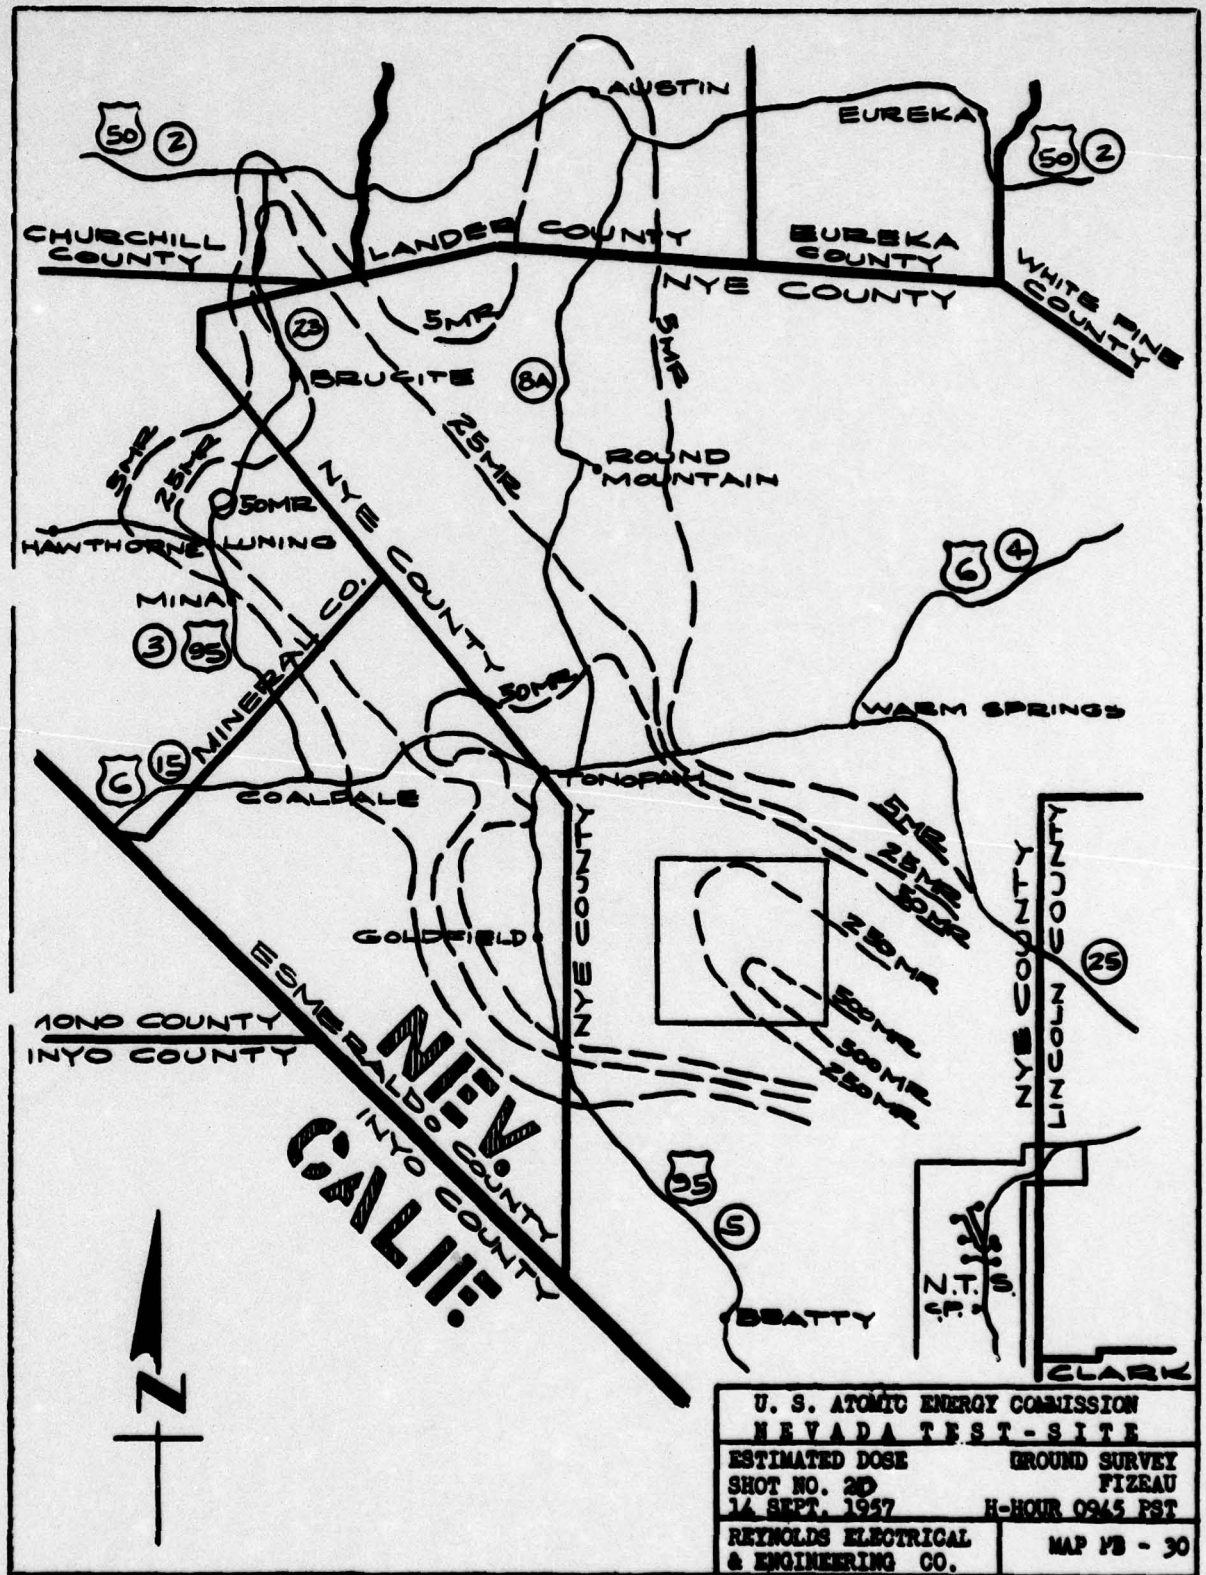 AUSTIN
EUREKA
50 2
50 2
CHURCHILL
COUNTY
LANDER COUNTY
EUREKA
COUNTY
NYE COUNTY
WHITE PINE
COUNTY
5MR
5MR
23
BRUCITE
8A
25MR
5MR
25MR
NYE COUNTY
ROUND
MOUNTAIN
50MR
HAWTHORNE
LUNING
6 4
MINA
3 95
MINERAL CO.
50MR
WARM SPRINGS
6 15
COALDALE
TONOPAH
5MR
25MR
50MR
NYE COUNTY
NYE COUNTY
LINCOLN COUNTY
GOLDFIELD
250MR
25
500MR
500MR
250MR
MONO COUNTY
INYO COUNTY
ESMERALDO COUNTY
INYO COUNTY
NEV.
CALIF.
95 5
N.T.S.
C.P.
BEATTY
N
CLARK
U. S. ATOMIC ENERGY COMMISSION
NEVADA TEST-SITE
ESTIMATED DOSE GROUND SURVEY
SHOT NO. FIZEAU
14 SEPT. 1957 H-HOUR 0945 PST
REYNOLDS ELECTRICAL
& ENGINEERING CO.
MAP - 30